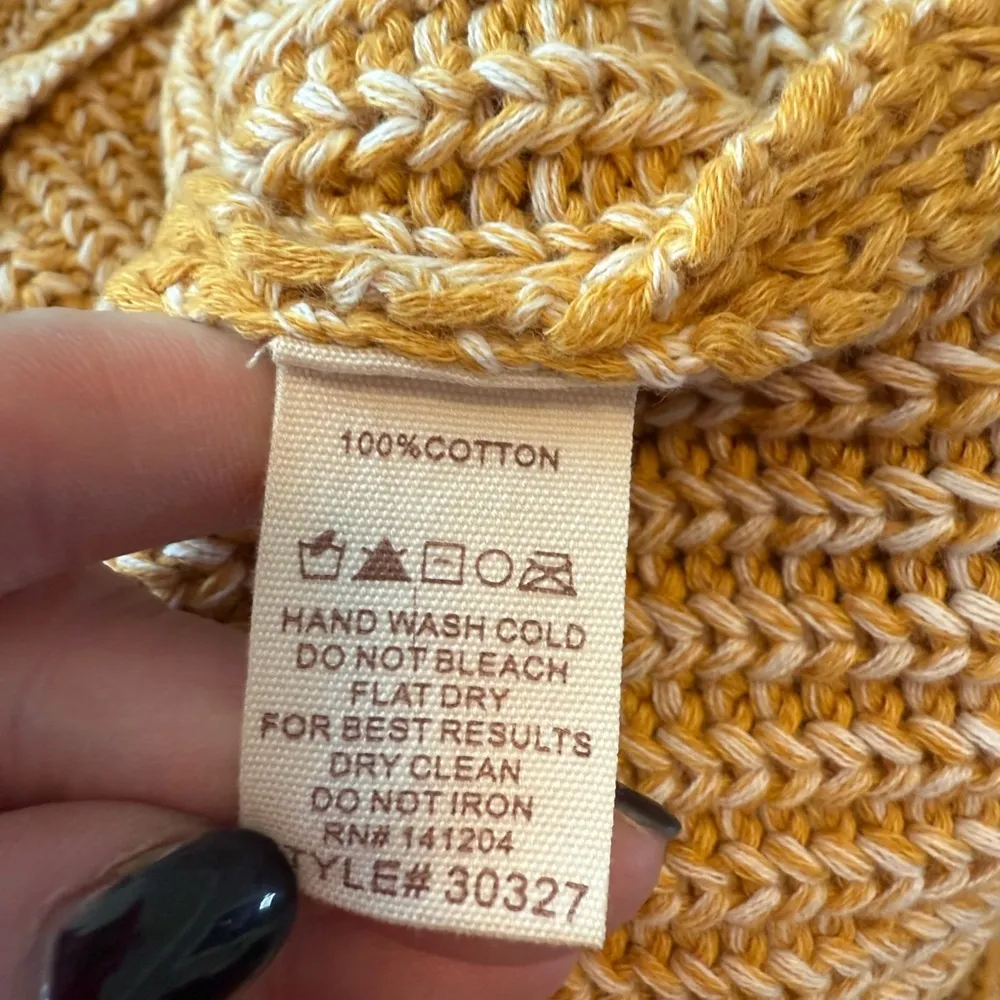 100%COTTON
HAND WASH COLD
DO NOT BLEACH
FLAT DRY
FOR BEST RESULTS
DRY CLEAN
DO NOT IRON
RN# 141204
TYLE# 30327